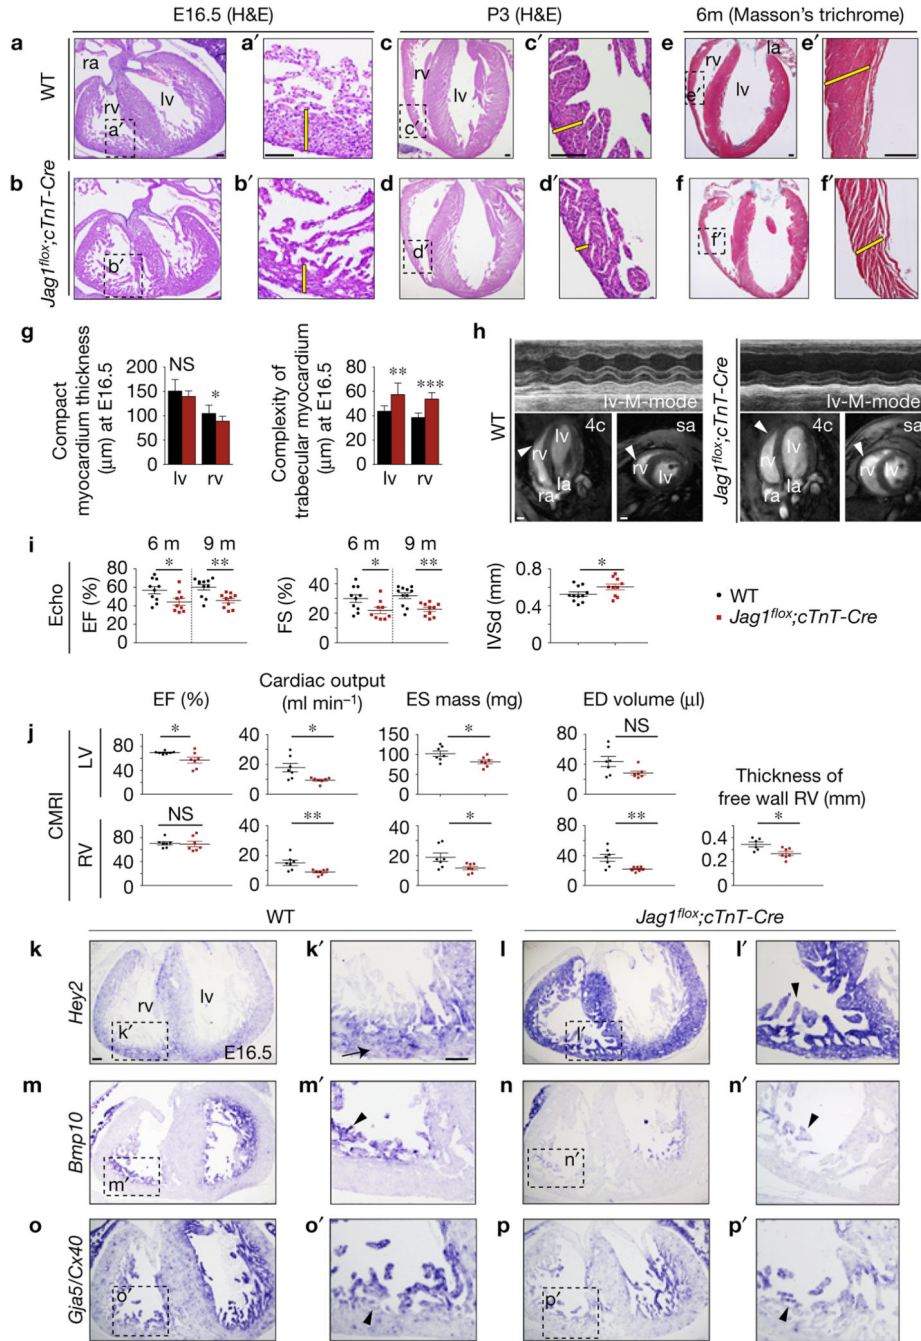 E16.5 (H&E) P3 (H&E) 6m (Masson's trichrome)
a a′ c c′ e e′
WT
ra rv lv a′ rv lv c′ rv la lv e′
b b′ d d′ f f′
Jag1flox;cTnT-Cre
b′ d′ f′
g
Compact
myocardium thickness
(μm) at E16.5
200
150
100
50
0
NS *
lv rv
Complexity of
trabecular myocardium
(μm) at E16.5
100
80
60
40
20
0
** ***
lv rv
h
WT
lv-M-mode
4c sa
lv rv la ra rv lv
Jag1flox;cTnT-Cre
lv-M-mode
4c sa
lv rv ra la rv lv
i
Echo
6 m 9 m
* **
EF (%)
80
60
40
20
0
6 m 9 m
* **
FS (%)
40
20
0
*
IVSd (mm)
0.8
0.4
0
WT
Jag1flox;cTnT-Cre
j
CMRI
EF (%) Cardiac output (ml min−1) ES mass (mg) ED volume (μl)
LV
80 40 0 *
20 10 0 *
100 50 0 *
80 60 40 20 0 NS
Thickness of
free wall RV (mm)
RV
80 40 0 NS
40 20 0 **
40 20 0 *
60 40 20 0 **
0.4 0.2 0 *
WT Jag1flox;cTnT-Cre
k k′ l l′
Hey2
rv lv k′ E16.5 l′
m m′ n n′
Bmp10
m′ n′
o o′ p p′
Gja5/Cx40
o′ p′